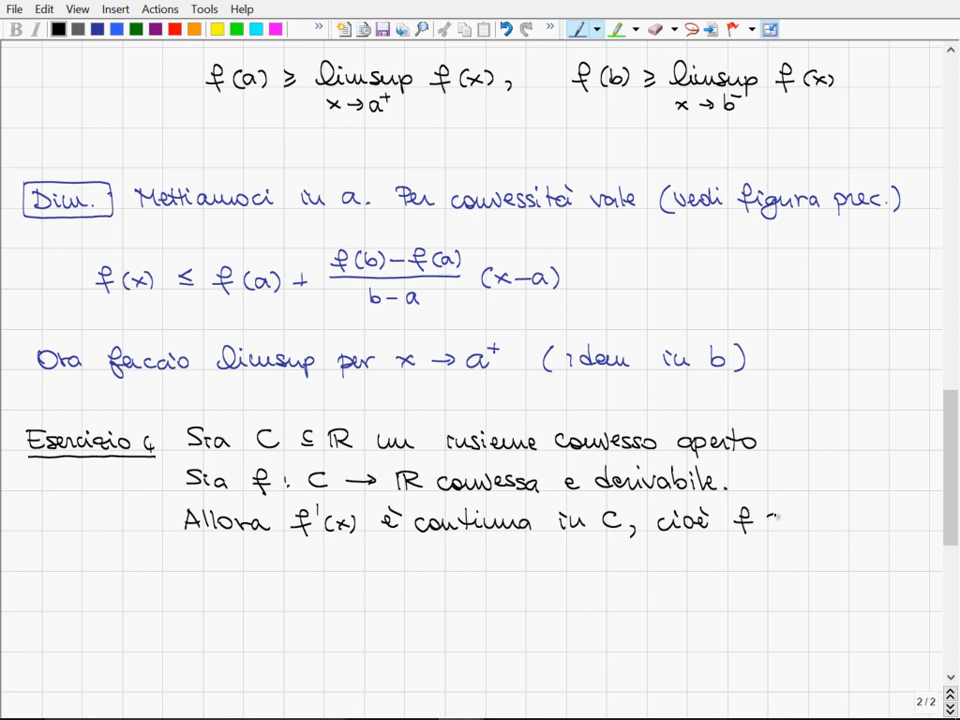 File Edit View Insert Actions Tools Help
B I
f(a) ≥ limsup f(x), f(b) ≥ limsup f(x)
x→a⁺ x→b⁻
Dim. Mettiamoci in a. Per convessità vale (vedi figura prec.)
f(x) ≤ f(a) + \frac{f(b)-f(a)}{b-a} (x-a)
Ora faccio limsup per x → a⁺ (idem in b)
Esercizio 4 Sia C ⊆ ℝ un insieme convesso aperto
Sia f : C → ℝ convessa e derivabile.
Allora f'(x) è continua in C, cioè f
2 / 2